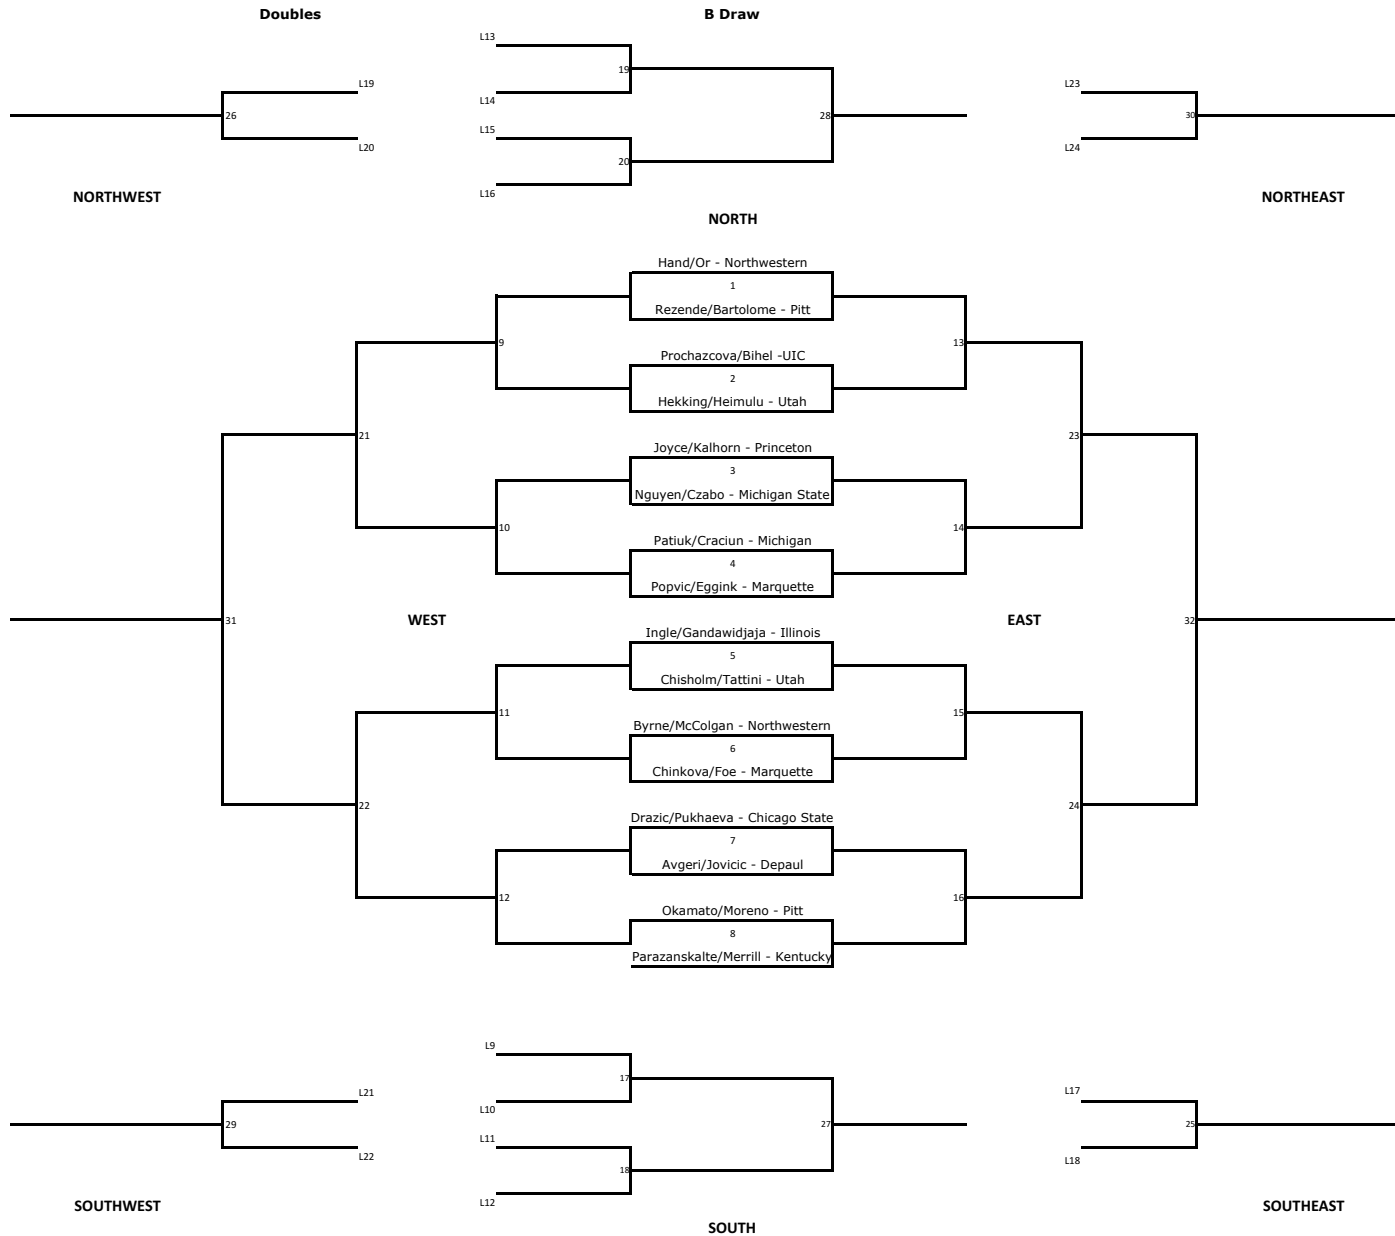 Doubles B Draw
L13
19
L14
L19
26
L20
L15
20
L16
28
L23
30
L24
NORTHWEST
NORTH
NORTHEAST
Hand/Or - Northwestern
1
Rezende/Bartolome - Pitt
9
13
Prochazcova/Bihel -UIC
2
Hekking/Heimulu - Utah
21
23
Joyce/Kalhorn - Princeton
3
Nguyen/Czabo - Michigan State
10
14
Patiuk/Craciun - Michigan
4
Popvic/Eggink - Marquette
31
WEST
EAST
32
Ingle/Gandawidjaja - Illinois
5
Chisholm/Tattini - Utah
11
15
Byrne/McColgan - Northwestern
6
Chinkova/Foe - Marquette
22
24
Drazic/Pukhaeva - Chicago State
7
Avgeri/Jovicic - Depaul
12
16
Okamato/Moreno - Pitt
8
Parazanskalte/Merrill - Kentucky
L9
17
L10
L21
29
L22
L11
18
L12
27
L17
25
L18
SOUTHWEST
SOUTH
SOUTHEAST